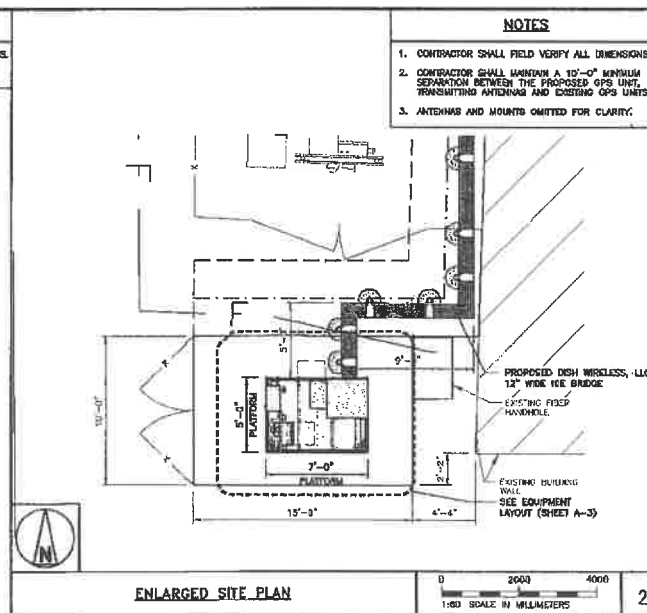 S.
NOTES
1. CONTRACTOR SHALL FIELD VERIFY ALL DIMENSIONS
2. CONTRACTOR SHALL MAINTAIN A 10'-0" MINIMUM
SEPARATION BETWEEN THE PROPOSED GPS UNIT,
TRANSMITTING ANTENNAS AND EXISTING GPS UNITS
3. ANTENNAS AND MOUNTS OMITTED FOR CLARITY.
PROPOSED DISH WIRELESS, LLC
12" WIDE ICE BRIDGE
EXISTING FIBER
HANDHOLE
10'-0"
5'-0"
PLATFORM
7'-0"
PLATFORM
2'-2"
EXISTING BUILDING
WALL
SEE EQUIPMENT
LAYOUT (SHEET A-3)
4'-4"
N
ENLARGED SITE PLAN
0 2000 4000
1:60 SCALE IN MILLIMETERS
2